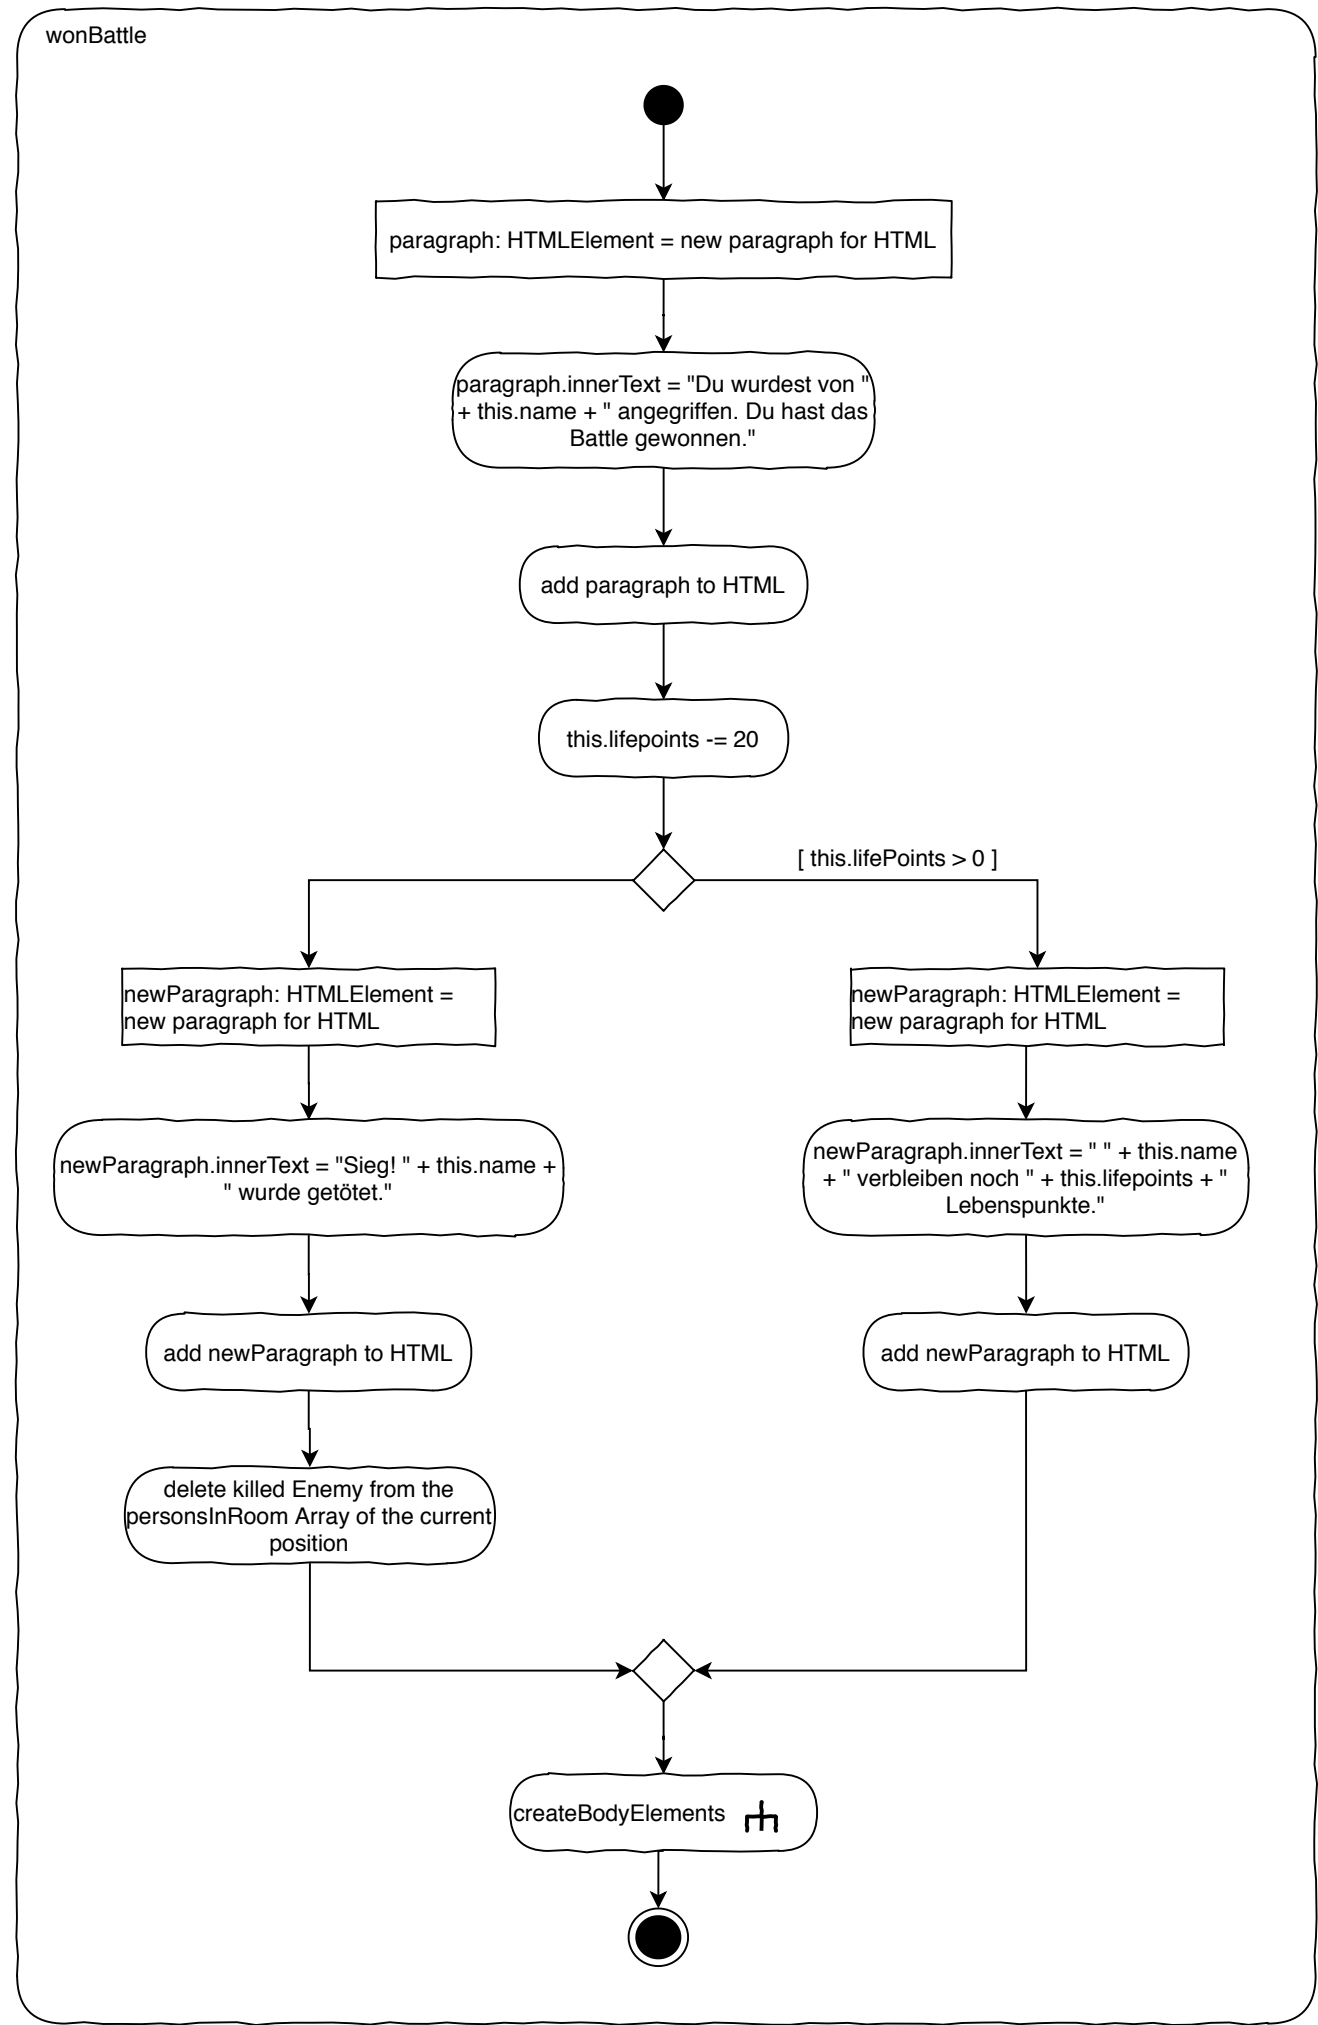 wonBattle
paragraph: HTMLElement = new paragraph for HTML
paragraph.innerText = "Du wurdest von "
+ this.name + " angegriffen. Du hast das
Battle gewonnen."
add paragraph to HTML
this.lifepoints -= 20
[ this.lifePoints > 0 ]
newParagraph: HTMLElement =
new paragraph for HTML
newParagraph: HTMLElement =
new paragraph for HTML
newParagraph.innerText = "Sieg! " + this.name +
" wurde getötet."
newParagraph.innerText = " " + this.name
+ " verbleiben noch " + this.lifepoints + "
Lebenspunkte."
add newParagraph to HTML
add newParagraph to HTML
delete killed Enemy from the
personsInRoom Array of the current
position
createBodyElements